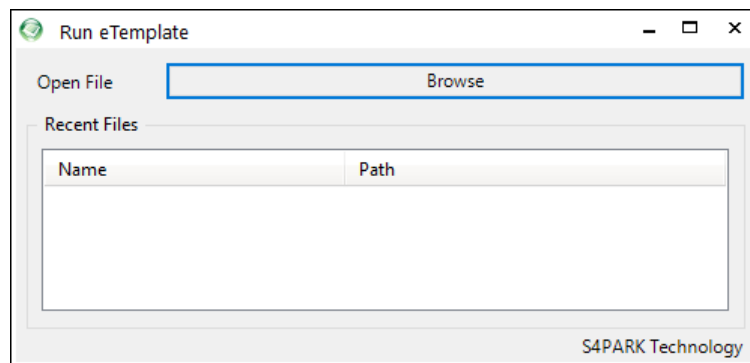 Run eTemplate
Open File Browse
Recent Files
Name Path
S4PARK Technology